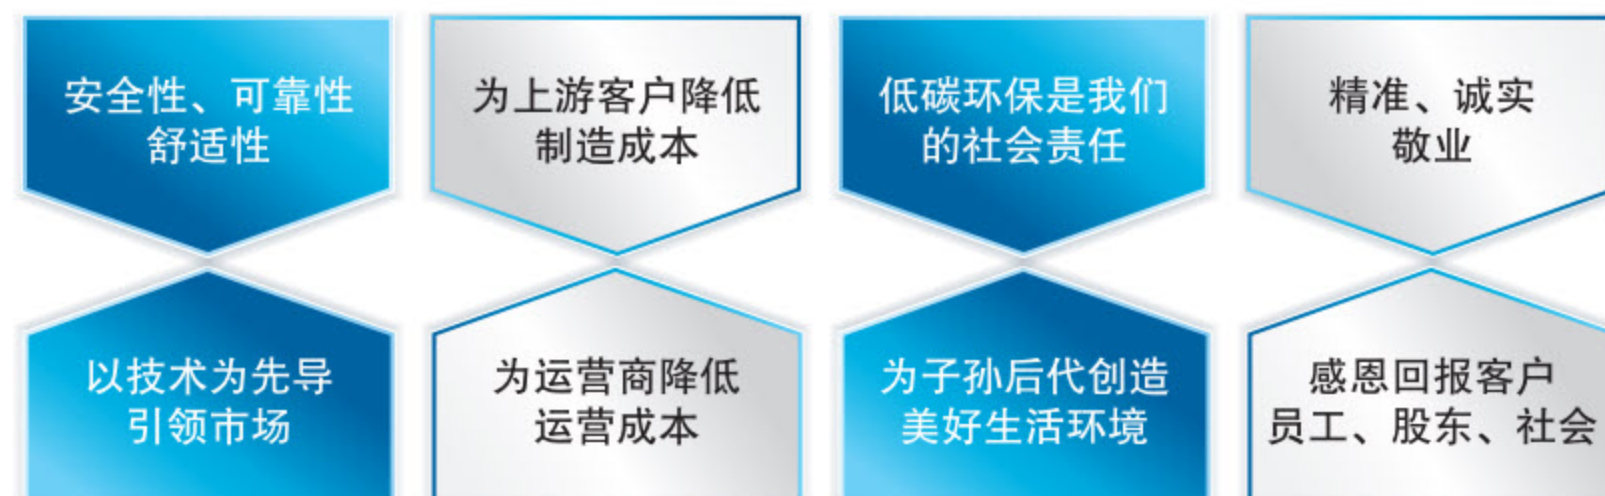 安全性、可靠性
舒适性
为上游客户降低
制造成本
低碳环保是我们
的社会责任
精准、诚实
敬业
以技术为先导
引领市场
为运营商降低
运营成本
为子孙后代创造
美好生活环境
感恩回报客户
员工、股东、社会